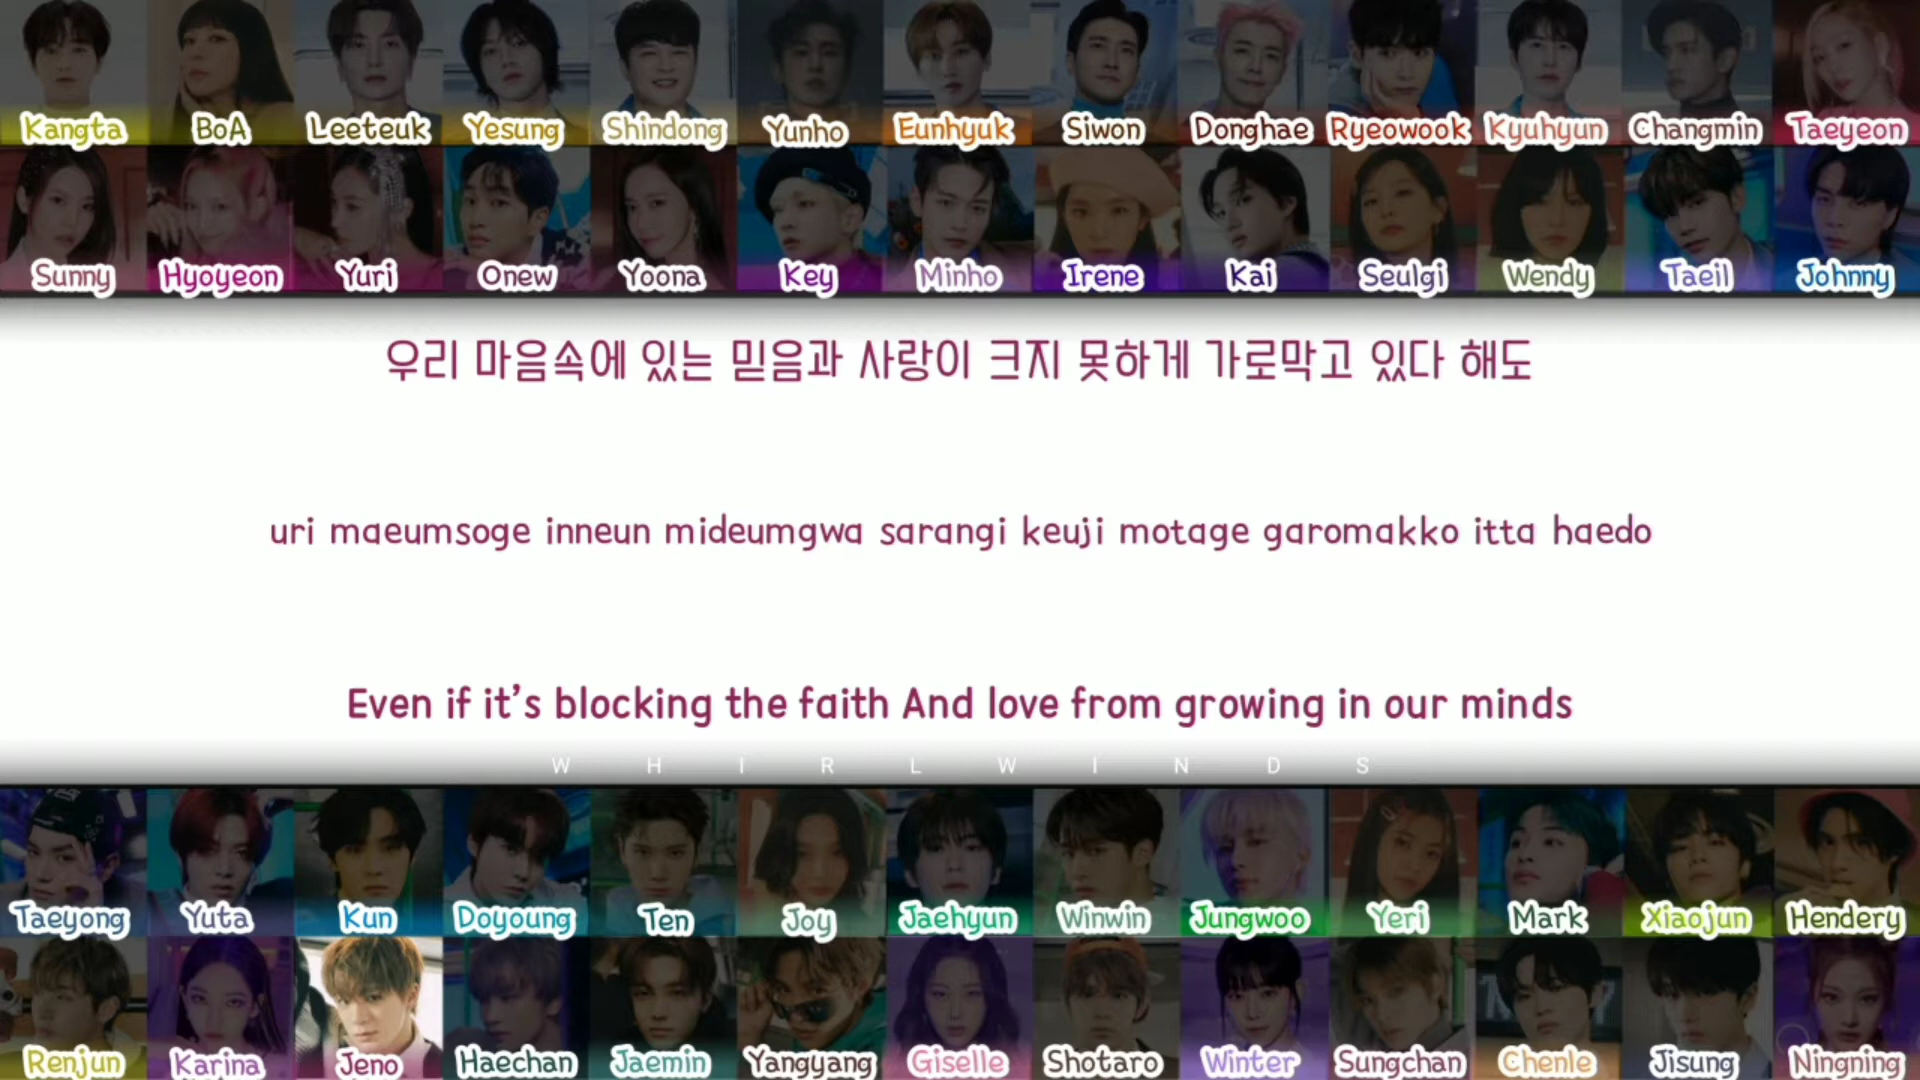 Kangta BoA Leeteuk Yesung Shindong Yunho Eunhyuk Siwon Donghae Ryeowook Kyuhyun Changmin Taeyeon
Sunny Hyoyeon Yuri Onew Yoona Key Minho Irene Kai Seulgi Wendy Taeil Johnny
우리 마음속에 있는 믿음과 사랑이 크지 못하게 가로막고 있다 해도
uri maeumsoge inneun mideumgwa sarangi keuji motage garomakko itta haedo
Even if it's blocking the faith And love from growing in our minds
W H I R L W I N D S
Taeyong Yuta Kun Doyoung Ten Joy Jaehyun Winwin Jungwoo Yeri Mark Xiaojun Hendery
Renjun Karina Jeno Haechan Jaemin Yangyang Giselle Shotaro Winter Sungchan Chenle Jisung Ningning